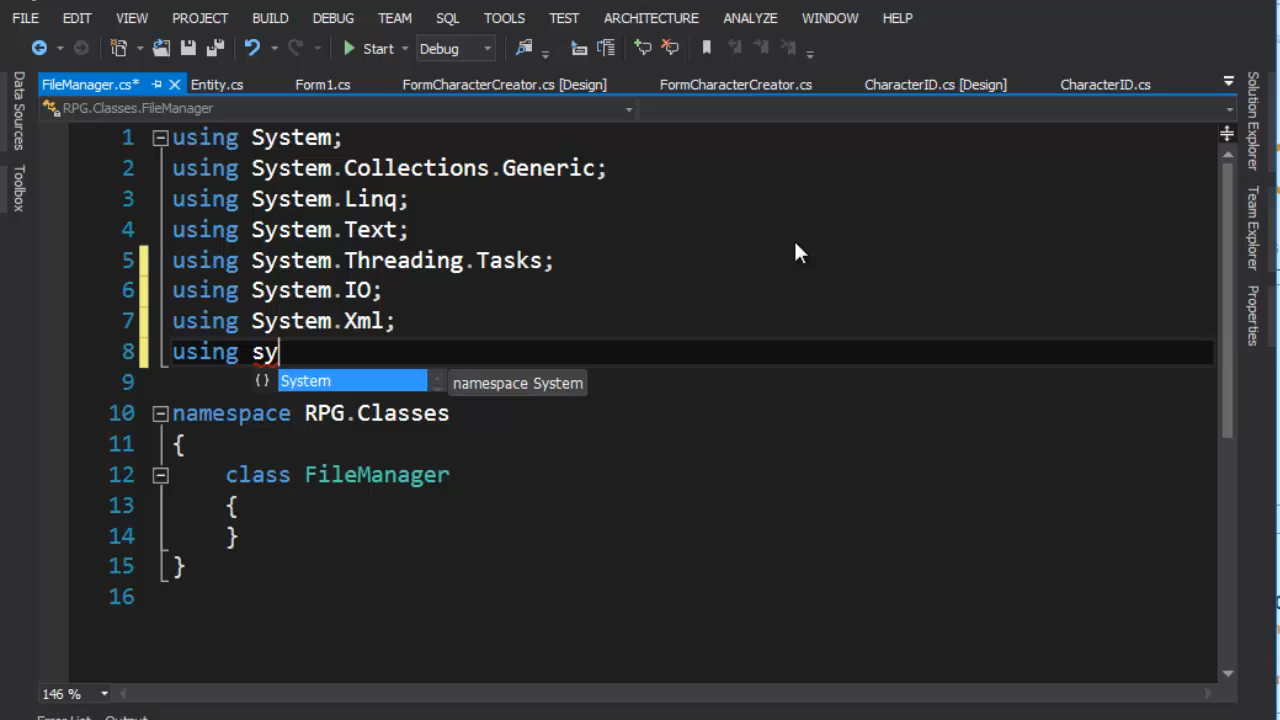 FILE EDIT VIEW PROJECT BUILD DEBUG TEAM SQL TOOLS TEST ARCHITECTURE ANALYZE WINDOW HELP
Start Debug
FileManager.cs* Entity.cs Form1.cs FormCharacterCreator.cs [Design] FormCharacterCreator.cs CharacterID.cs [Design] CharacterID.cs
RPG.Classes.FileManager
Data Sources
Toolbox
1 using System;
2 using System.Collections.Generic;
3 using System.Linq;
4 using System.Text;
5 using System.Threading.Tasks;
6 using System.IO;
7 using System.Xml;
8 using sy
{} System namespace System
9
10 namespace RPG.Classes
11 {
12 class FileManager
13 {
14 }
15 }
16
Solution Explorer
Team Explorer
Properties
146 %
Error List Output